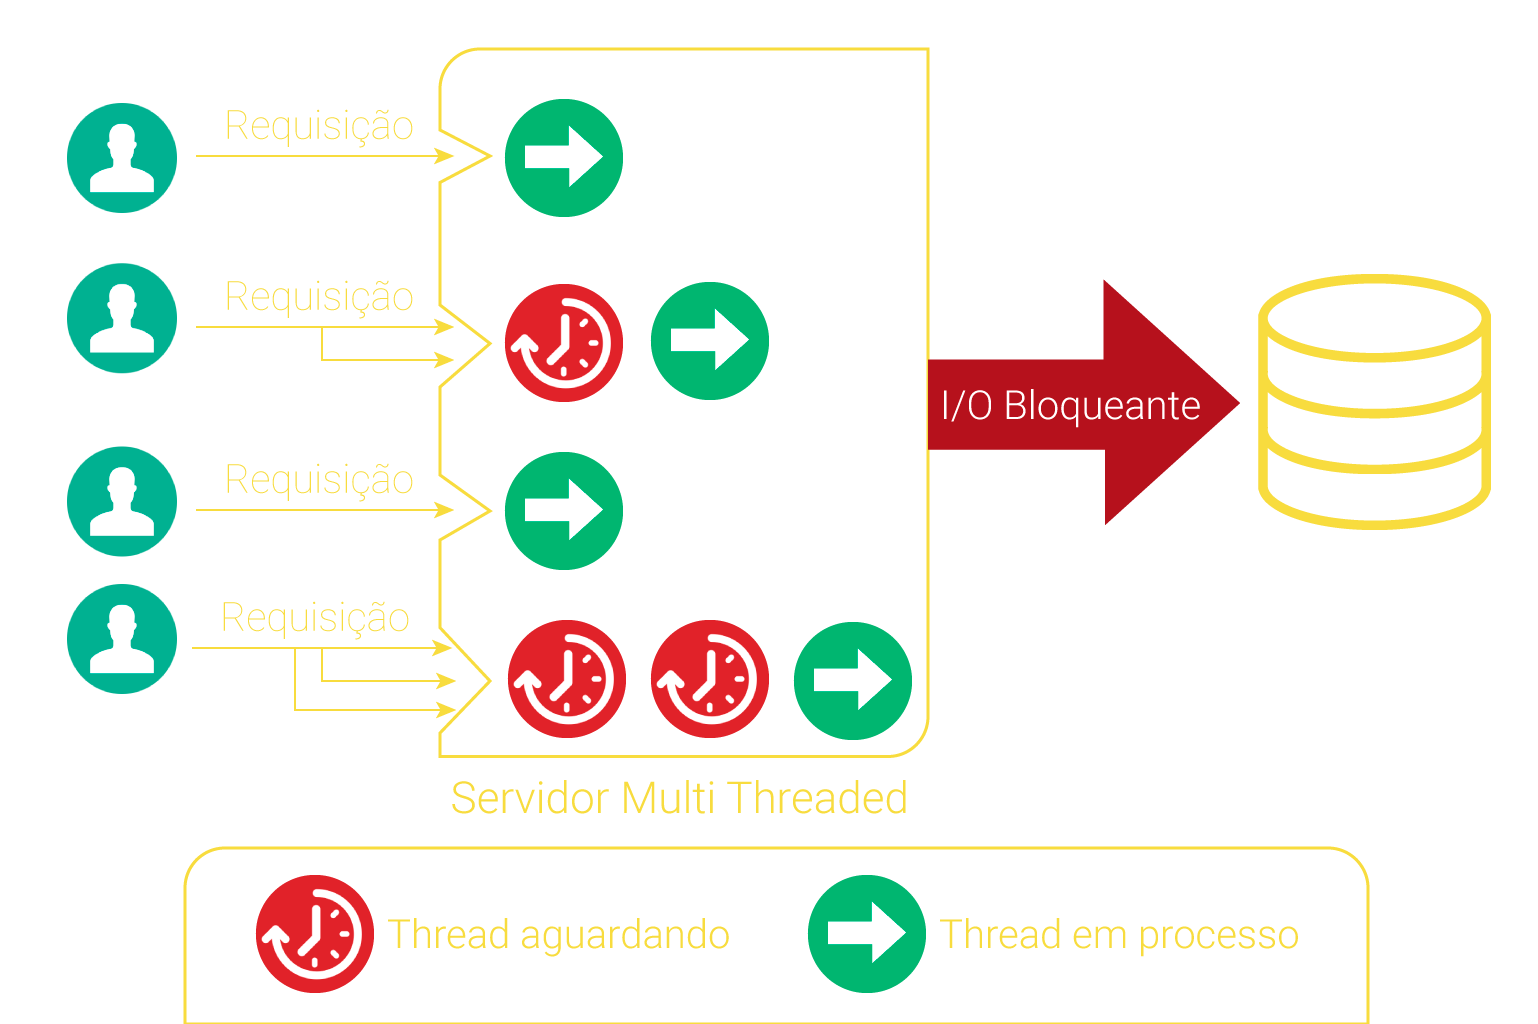 Requisição
Requisição
I/O Bloqueante
Requisição
Requisição
Servidor Multi Threaded
Thread aguardando
Thread em processo